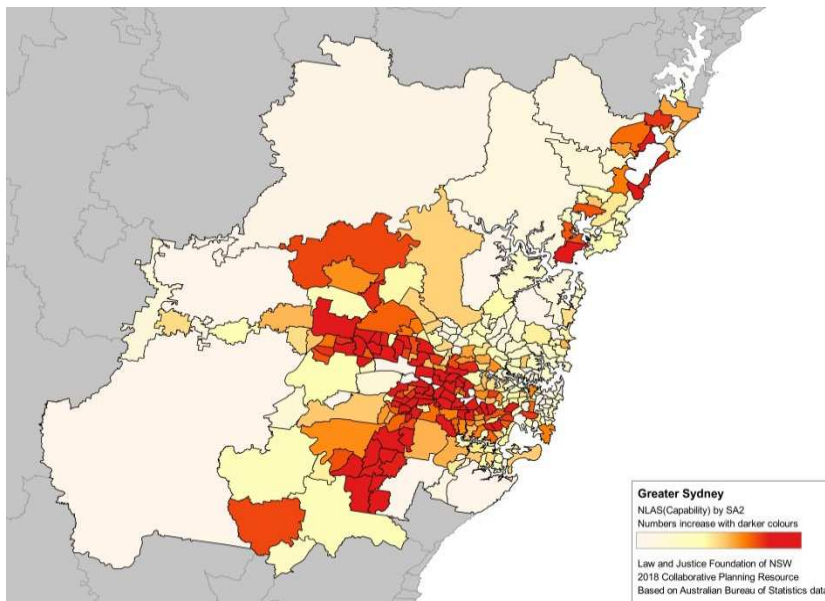 Greater Sydney
NLAS(Capability) by SA2
Numbers increase with darker colours
Law and Justice Foundation of NSW
2018 Collaborative Planning Resource
Based on Australian Bureau of Statistics data